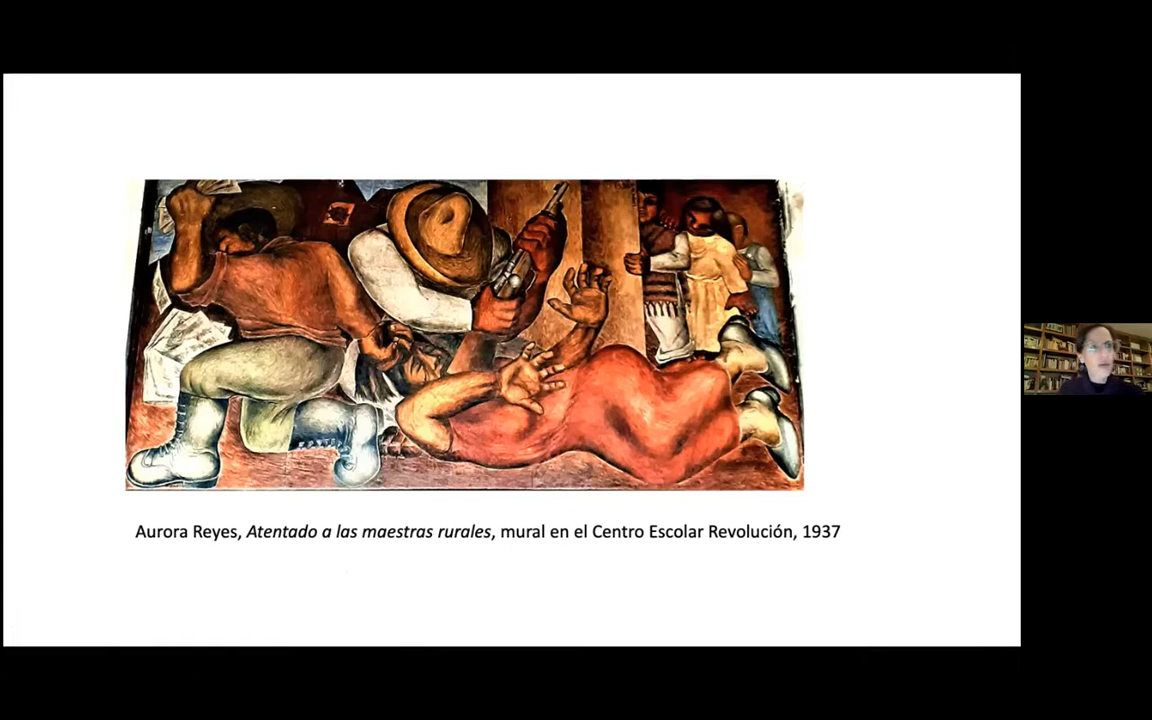 Aurora Reyes, Atentado a las maestras rurales, mural en el Centro Escolar Revolución, 1937